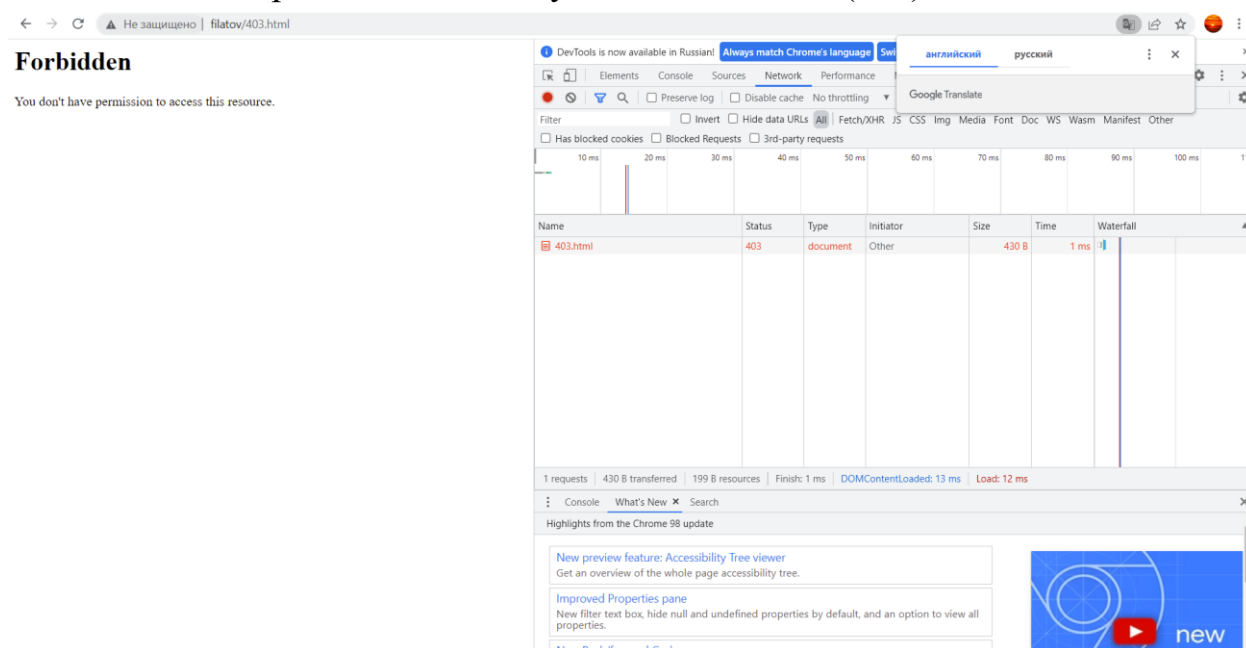 Не защищено | filatov/403.html
Forbidden
You don't have permission to access this resource.
DevTools is now available in Russian! Always match Chrome's language
английский русский
Google Translate
Elements Console Sources Network Performance
Preserve log Disable cache No throttling
Filter Invert Hide data URLs All Fetch/XHR JS CSS Img Media Font Doc WS Wasm Manifest Other
Has blocked cookies Blocked Requests 3rd-party requests
10 ms 20 ms 30 ms 40 ms 50 ms 60 ms 70 ms 80 ms 90 ms 100 ms
Name Status Type Initiator Size Time Waterfall
403.html 403 document Other 430 B 1 ms
1 requests 430 B transferred 199 B resources Finish: 1 ms DOMContentLoaded: 13 ms Load: 12 ms
Console What's New Search
Highlights from the Chrome 98 update
New preview feature: Accessibility Tree viewer
Get an overview of the whole page accessibility tree.
Improved Properties pane
New filter text box, hide null and undefined properties by default, and an option to view all
properties.
new